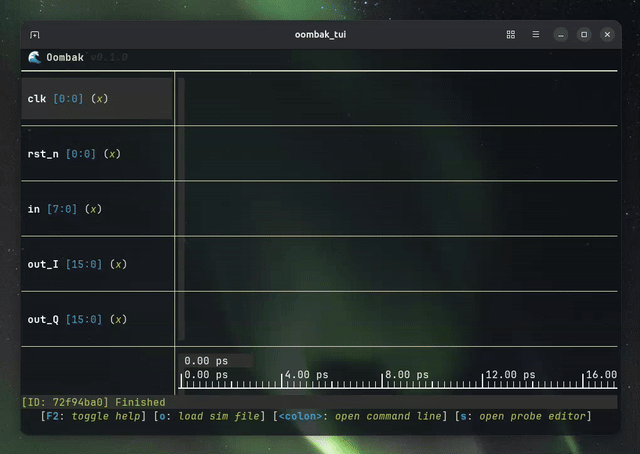 oombak_tui
🌊 Oombak v0.1.0
clk [0:0] (x)
rst_n [0:0] (x)
in [7:0] (x)
out_I [15:0] (x)
out_Q [15:0] (x)
0.00 ps
0.00 ps 4.00 ps 8.00 ps 12.00 ps 16.00
[ID: 72f94ba0] Finished
[F2: toggle help] [o: load sim file] [<colon>: open command line] [s: open probe editor]